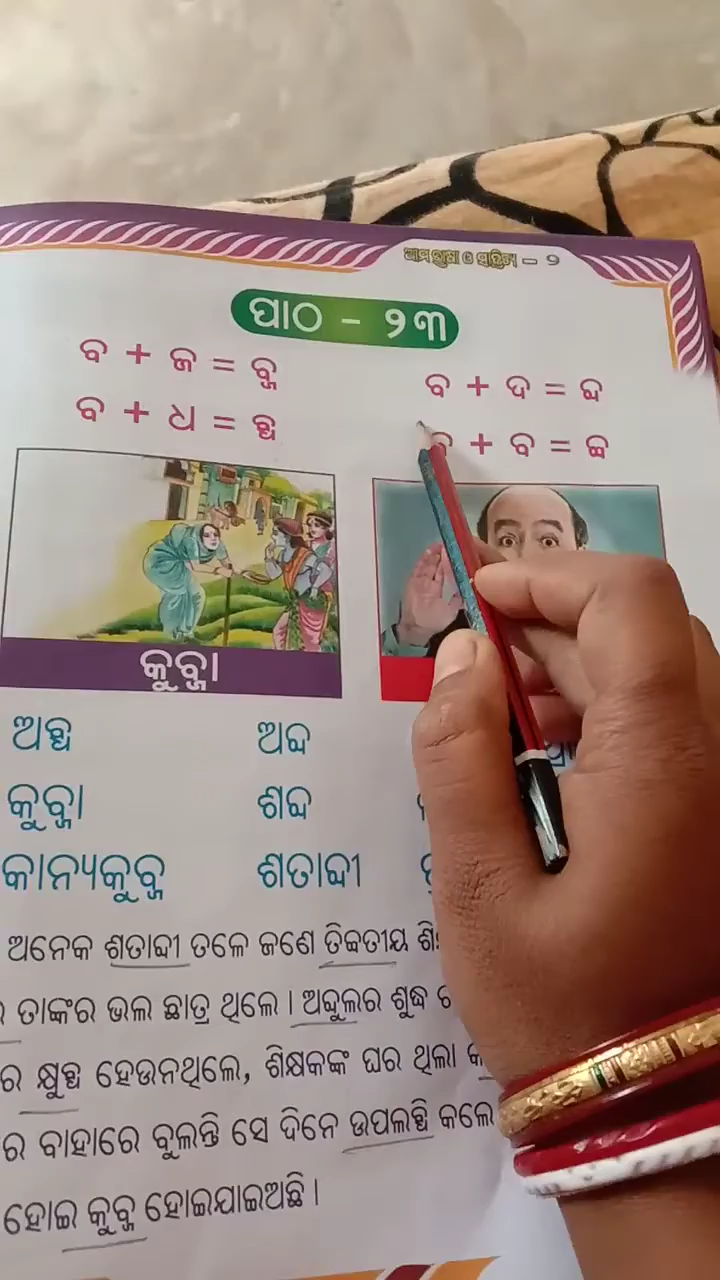 ଆମ ଭାଷା ଓ ସାହିତ୍ୟ – ୨
ପାଠ – ୨୩
ବ + ଜ = ବ୍ଜ
ବ + ଦ = ବ୍ଦ
ବ + ଧ = ବ୍ଧ
ବ + ବ = ବ୍ବ
କୁବ୍ଜା
ଅବ୍ଧ ଅବ୍ଦ
କୁବ୍ଜା ଶବ୍ଦ
କାନ୍ୟକୁବ୍ଜ ଶତାବ୍ଦୀ
ଅନେକ ଶତାବ୍ଦୀ ତଳେ ଜଣେ ତିବ୍ବତୀୟ
ତାଙ୍କର ଭଲ ଛାତ୍ର ଥିଲେ । ଅବ୍ଦୁଲର ଶୁଦ୍ଧ
ର କ୍ଷୁବ୍ଧ ହେଉନଥିଲେ, ଶିକ୍ଷକଙ୍କ ଘର ଥିଲା
ର ବାହାରେ ବୁଲନ୍ତି ସେ ଦିନେ ଉପଲବ୍ଧି କଲେ
ହୋଇ କୁବ୍ଜ ହୋଇଯାଇଅଛି ।